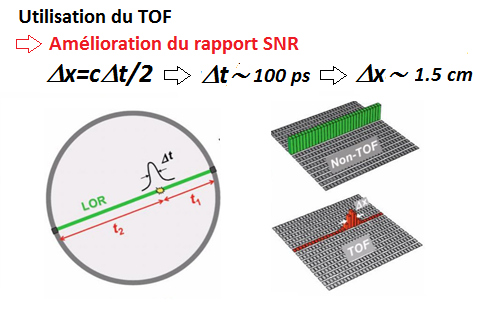 Utilisation du TOF
⇨ Amélioration du rapport SNR
Δx=cΔt/2 ⇨ Δt ~ 100 ps ⇨ Δx ~ 1.5 cm
Δt
LOR
t₁
t₂
Non-TOF
Δx
TOF